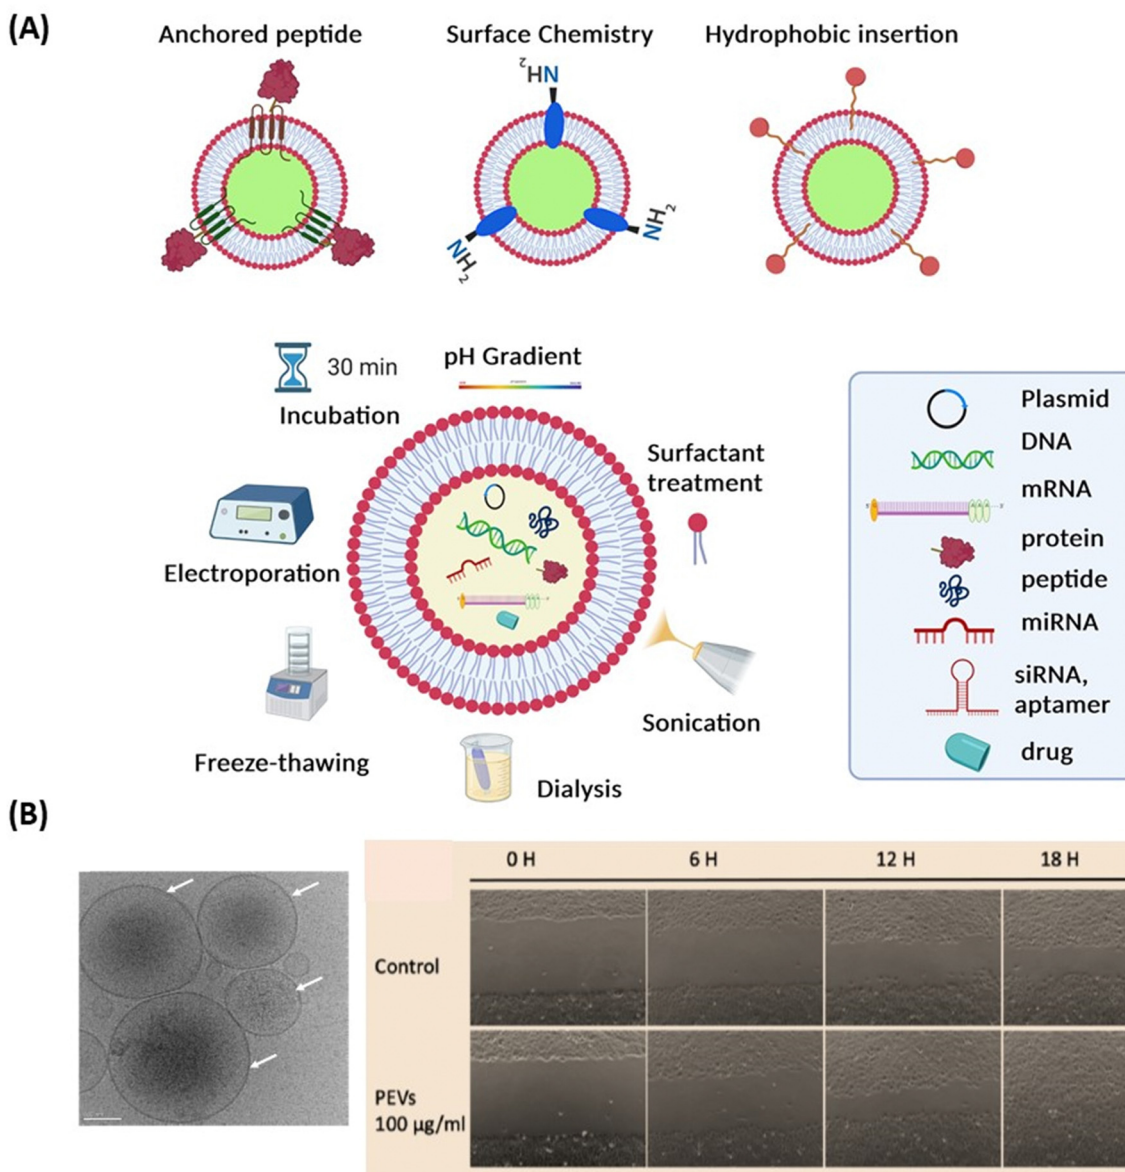 (A)
Anchored peptide
Surface Chemistry
Hydrophobic insertion
NH2
NH2
NH2
30 min
Incubation
pH Gradient
Surfactant
treatment
Electroporation
Freeze-thawing
Dialysis
Sonication
Plasmid
DNA
mRNA
protein
peptide
miRNA
siRNA,
aptamer
drug
(B)
0 H
6 H
12 H
18 H
Control
PEVs
100 µg/ml